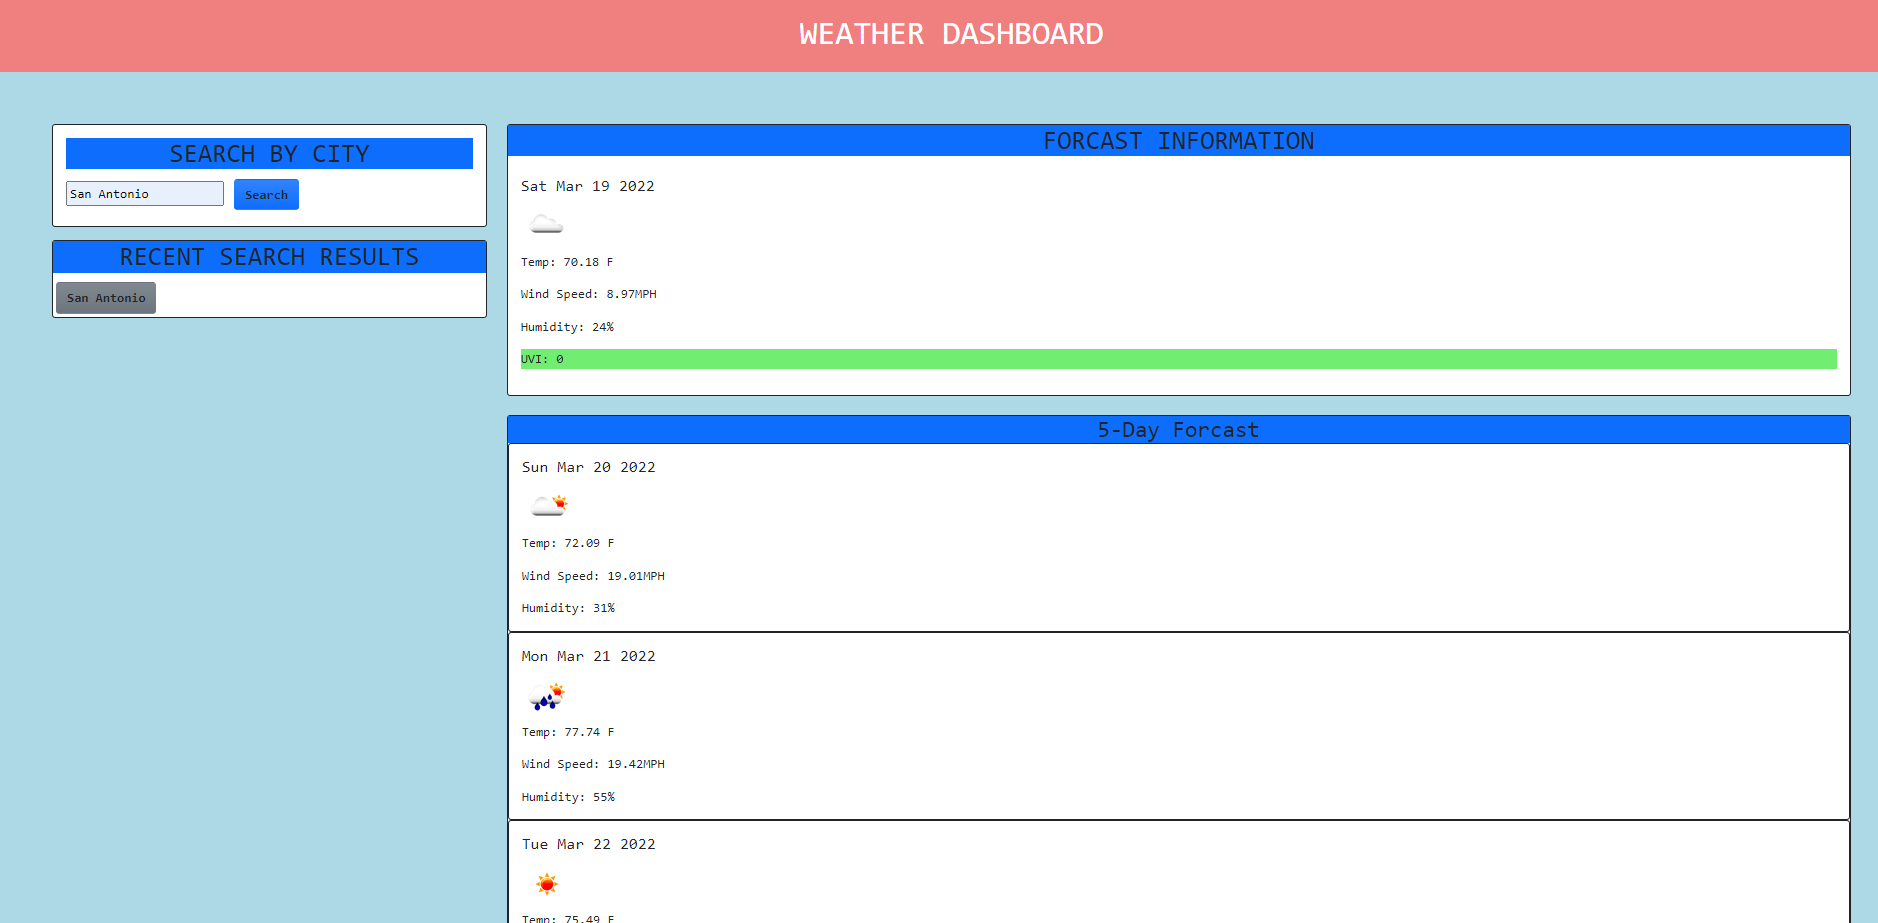 WEATHER DASHBOARD
SEARCH BY CITY
San Antonio
Search
RECENT SEARCH RESULTS
San Antonio
FORCAST INFORMATION
Sat Mar 19 2022
Temp: 70.18 F
Wind Speed: 8.97MPH
Humidity: 24%
UVI: 0
5-Day Forcast
Sun Mar 20 2022
Temp: 72.09 F
Wind Speed: 19.01MPH
Humidity: 31%
Mon Mar 21 2022
Temp: 77.74 F
Wind Speed: 19.42MPH
Humidity: 55%
Tue Mar 22 2022
Temp: 75.49 F